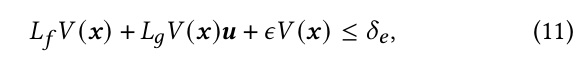 L_f V(x) + L_g V(x)u + ϵV(x) ≤ δ_e, (11)